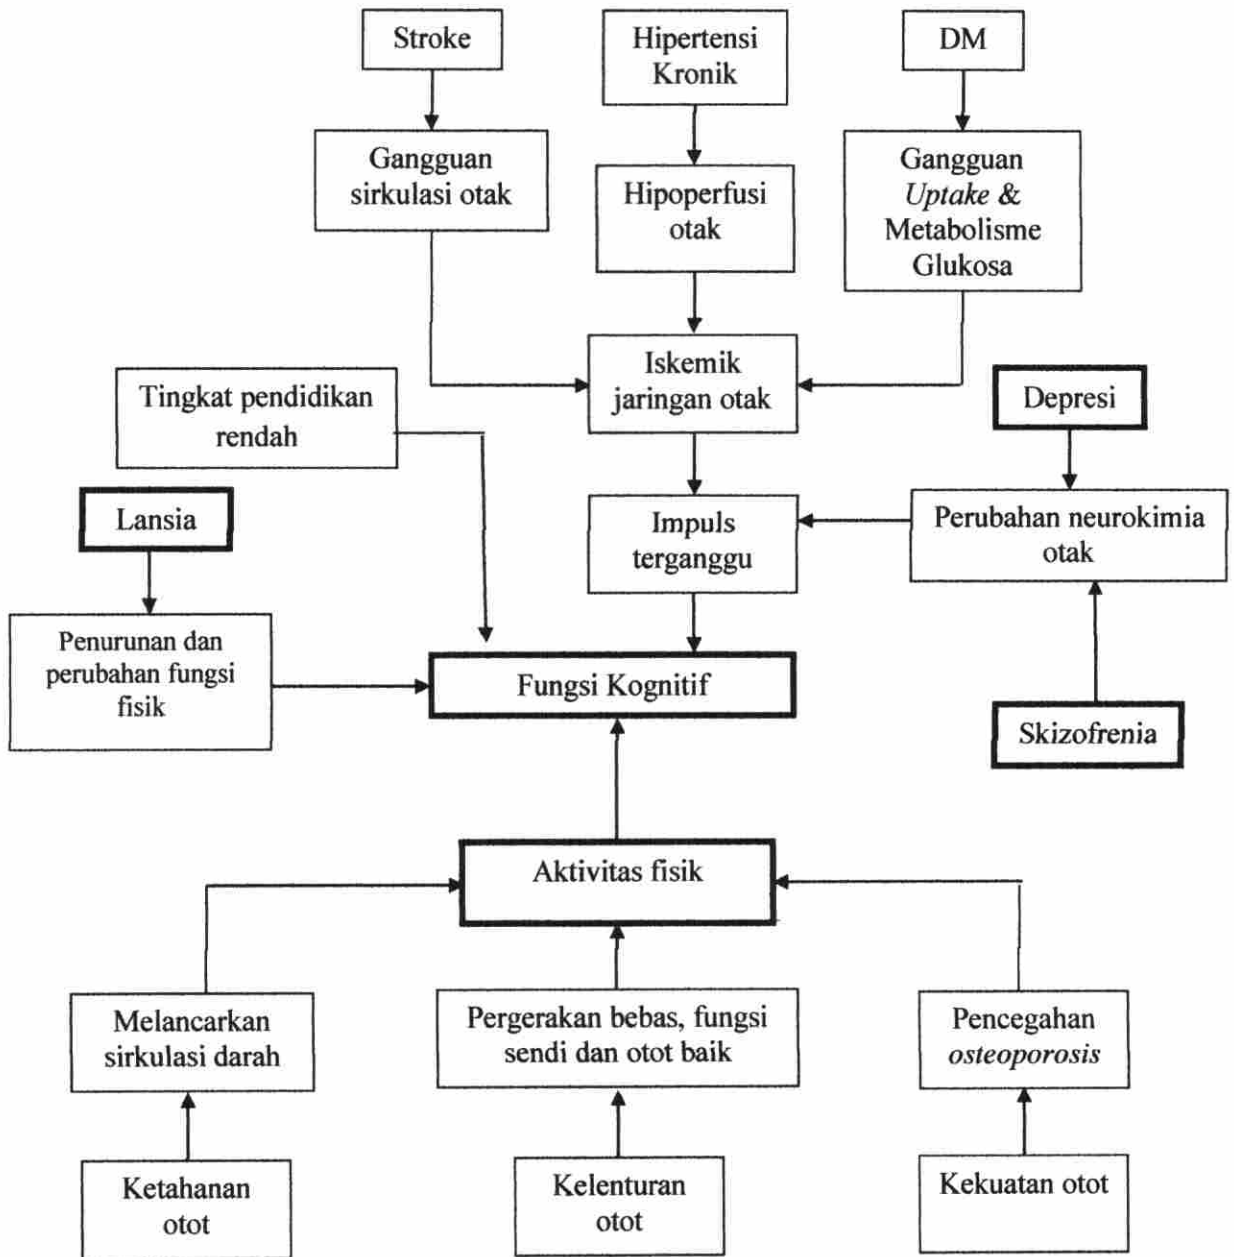 Stroke
Hipertensi
Kronik
DM
Gangguan
sirkulasi otak
Hipoperfusi
otak
Gangguan
Uptake &
Metabolisme
Glukosa
Iskemik
jaringan otak
Tingkat pendidikan
rendah
Depresi
Lansia
Impuls
terganggu
Perubahan neurokimia
otak
Penurunan dan
perubahan fungsi
fisik
Fungsi Kognitif
Skizofrenia
Aktivitas fisik
Melancarkan
sirkulasi darah
Pergerakan bebas, fungsi
sendi dan otot baik
Pencegahan
osteoporosis
Ketahanan
otot
Kelenturan
otot
Kekuatan otot